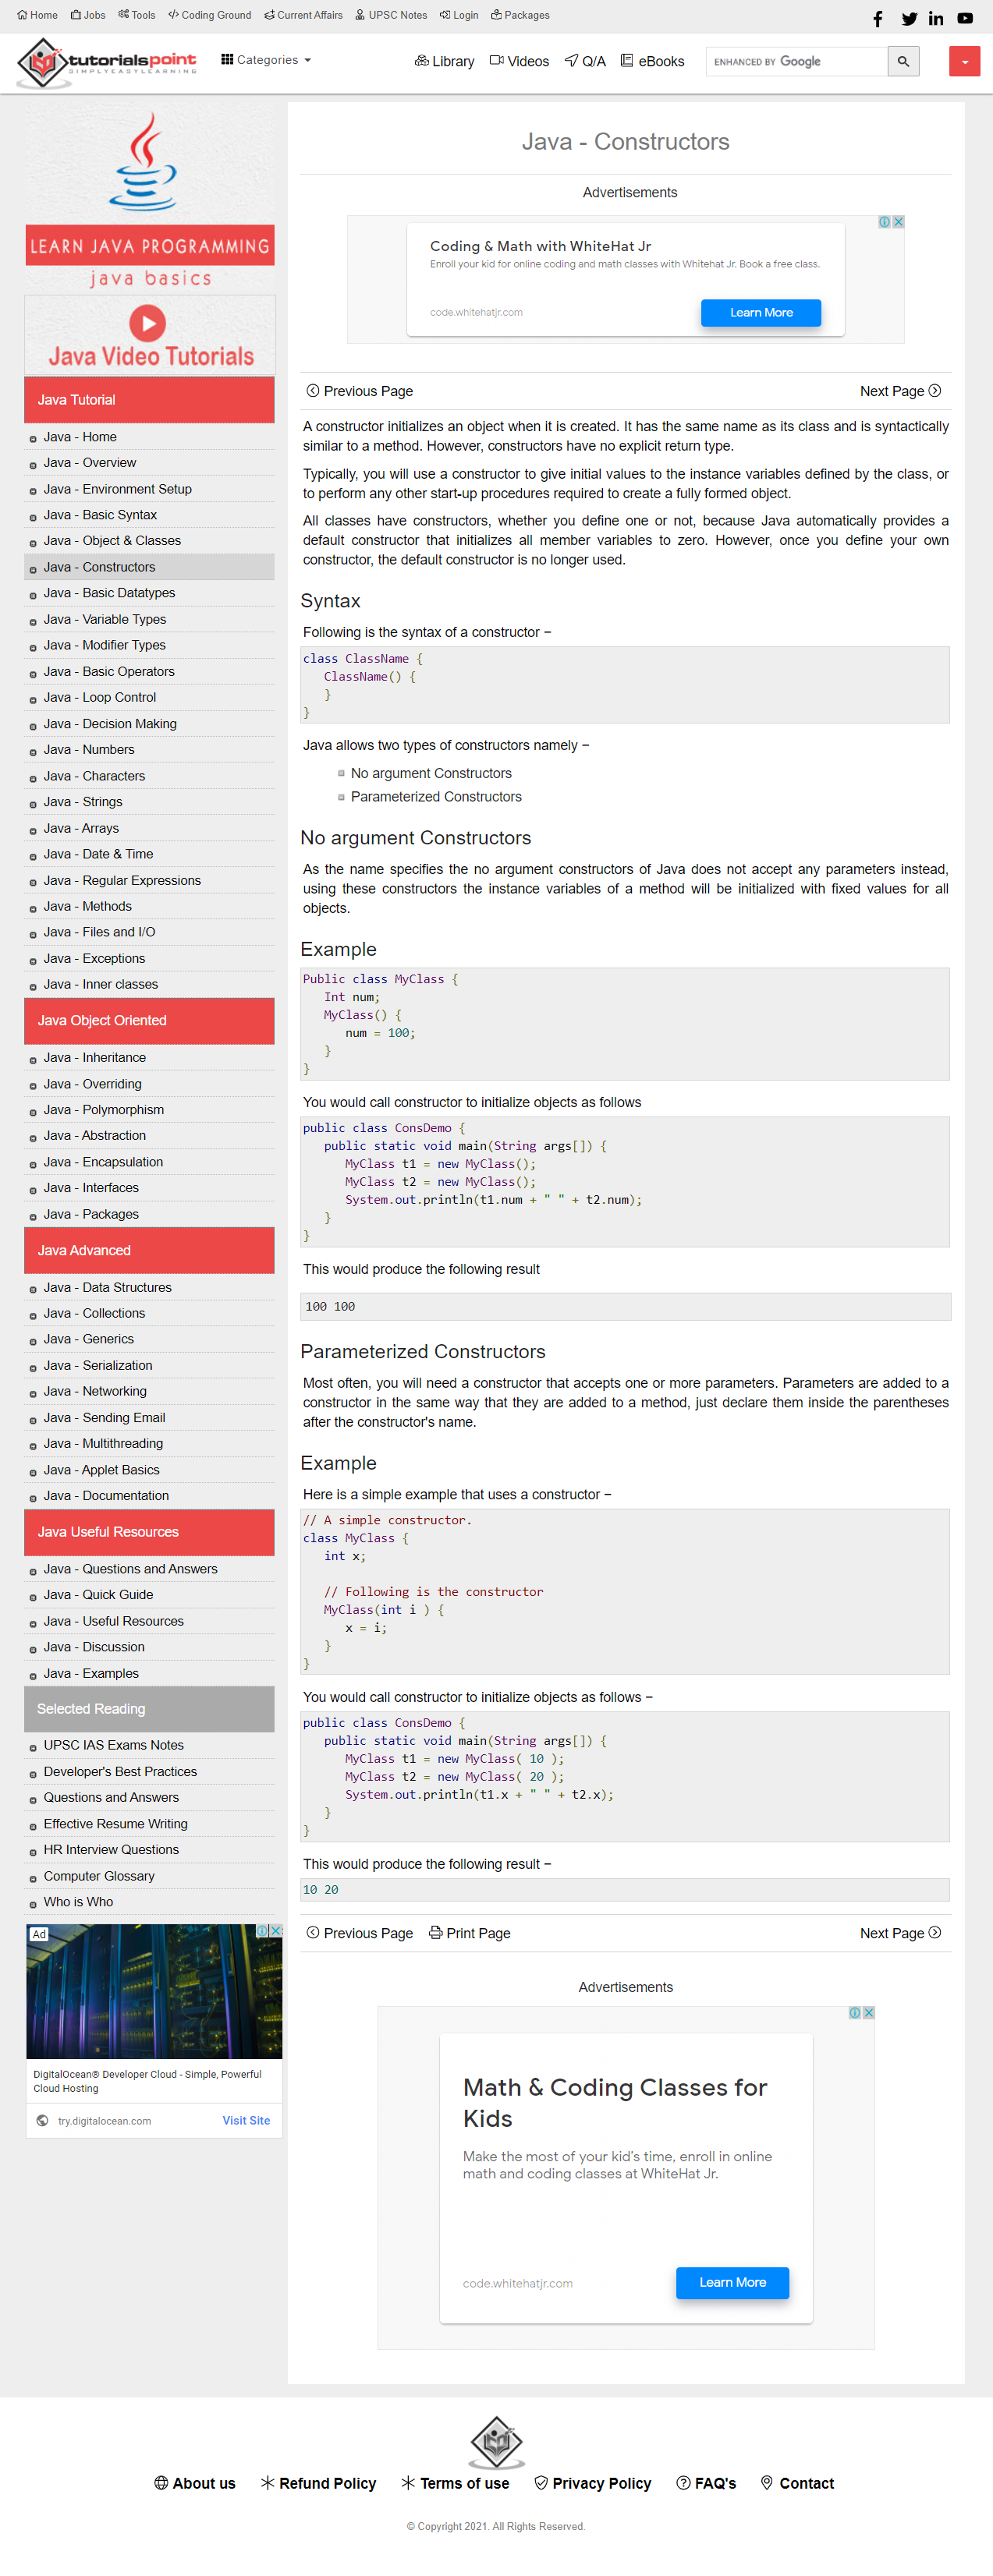 Home Jobs Tools Coding Ground Current Affairs UPSC Notes Login Packages
tutorialspoint
SIMPLYEASYLEARNING
Categories
Library Videos Q/A eBooks
ENHANCED BY Google
LEARN JAVA PROGRAMMING
java basics
Java Video Tutorials
Java Tutorial
Java - Home
Java - Overview
Java - Environment Setup
Java - Basic Syntax
Java - Object & Classes
Java - Constructors
Java - Basic Datatypes
Java - Variable Types
Java - Modifier Types
Java - Basic Operators
Java - Loop Control
Java - Decision Making
Java - Numbers
Java - Characters
Java - Strings
Java - Arrays
Java - Date & Time
Java - Regular Expressions
Java - Methods
Java - Files and I/O
Java - Exceptions
Java - Inner classes
Java Object Oriented
Java - Inheritance
Java - Overriding
Java - Polymorphism
Java - Abstraction
Java - Encapsulation
Java - Interfaces
Java - Packages
Java Advanced
Java - Data Structures
Java - Collections
Java - Generics
Java - Serialization
Java - Networking
Java - Sending Email
Java - Multithreading
Java - Applet Basics
Java - Documentation
Java Useful Resources
Java - Questions and Answers
Java - Quick Guide
Java - Useful Resources
Java - Discussion
Java - Examples
Selected Reading
UPSC IAS Exams Notes
Developer's Best Practices
Questions and Answers
Effective Resume Writing
HR Interview Questions
Computer Glossary
Who is Who
Ad
DigitalOcean® Developer Cloud - Simple, Powerful
Cloud Hosting
try.digitalocean.com Visit Site
Java - Constructors
Advertisements
Coding & Math with WhiteHat Jr
Enroll your kid for online coding and math classes with Whitehat Jr. Book a free class.
code.whitehatjr.com Learn More
Previous Page Next Page
A constructor initializes an object when it is created. It has the same name as its class and is syntactically
similar to a method. However, constructors have no explicit return type.
Typically, you will use a constructor to give initial values to the instance variables defined by the class, or
to perform any other start-up procedures required to create a fully formed object.
All classes have constructors, whether you define one or not, because Java automatically provides a
default constructor that initializes all member variables to zero. However, once you define your own
constructor, the default constructor is no longer used.
Syntax
Following is the syntax of a constructor −
class ClassName {
ClassName() {
}
}
Java allows two types of constructors namely −
No argument Constructors
Parameterized Constructors
No argument Constructors
As the name specifies the no argument constructors of Java does not accept any parameters instead,
using these constructors the instance variables of a method will be initialized with fixed values for all
objects.
Example
Public class MyClass {
Int num;
MyClass() {
num = 100;
}
}
You would call constructor to initialize objects as follows
public class ConsDemo {
public static void main(String args[]) {
MyClass t1 = new MyClass();
MyClass t2 = new MyClass();
System.out.println(t1.num + " " + t2.num);
}
}
This would produce the following result
100 100
Parameterized Constructors
Most often, you will need a constructor that accepts one or more parameters. Parameters are added to a
constructor in the same way that they are added to a method, just declare them inside the parentheses
after the constructor's name.
Example
Here is a simple example that uses a constructor −
// A simple constructor.
class MyClass {
int x;
// Following is the constructor
MyClass(int i ) {
x = i;
}
}
You would call constructor to initialize objects as follows −
public class ConsDemo {
public static void main(String args[]) {
MyClass t1 = new MyClass( 10 );
MyClass t2 = new MyClass( 20 );
System.out.println(t1.x + " " + t2.x);
}
}
This would produce the following result −
10 20
Previous Page Print Page Next Page
Advertisements
Math & Coding Classes for
Kids
Make the most of your kid's time, enroll in online
math and coding classes at WhiteHat Jr.
code.whitehatjr.com Learn More
About us Refund Policy Terms of use Privacy Policy FAQ's Contact
© Copyright 2021. All Rights Reserved.